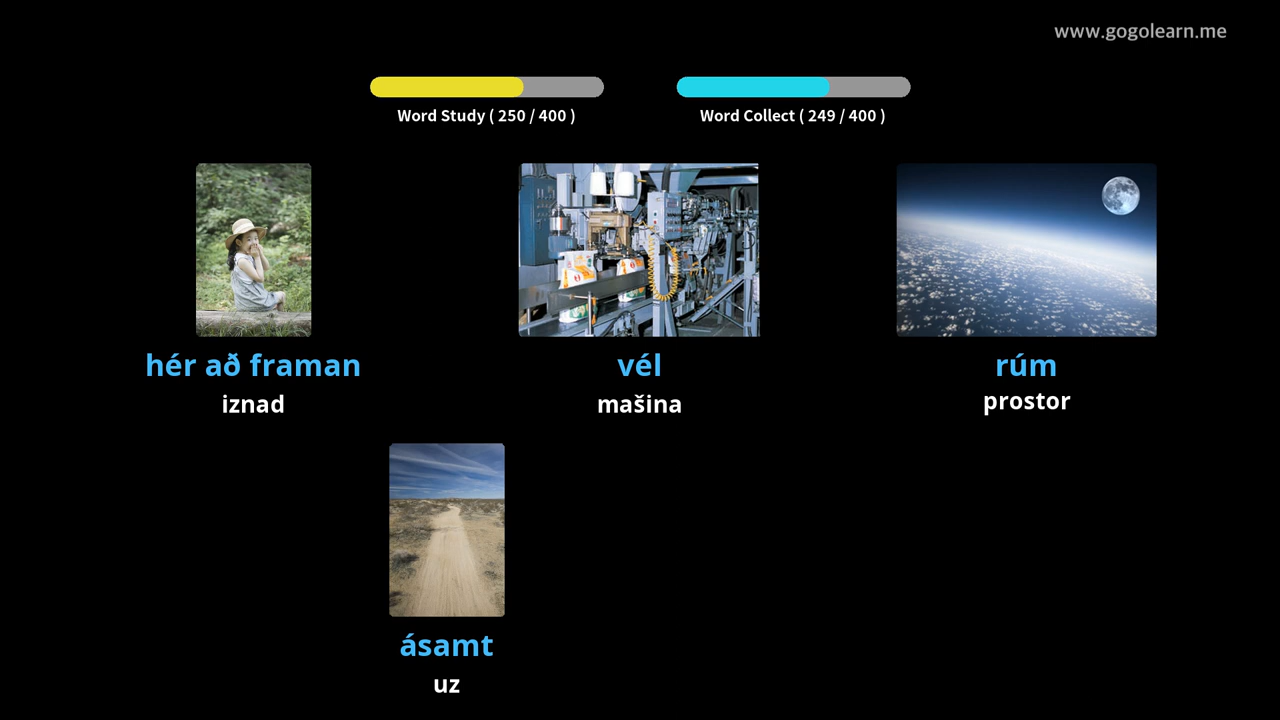 www.gogolearn.me
Word Study ( 250 / 400 )
Word Collect ( 249 / 400 )
hér að framan
iznad
vél
mašina
rúm
prostor
ásamt
uz